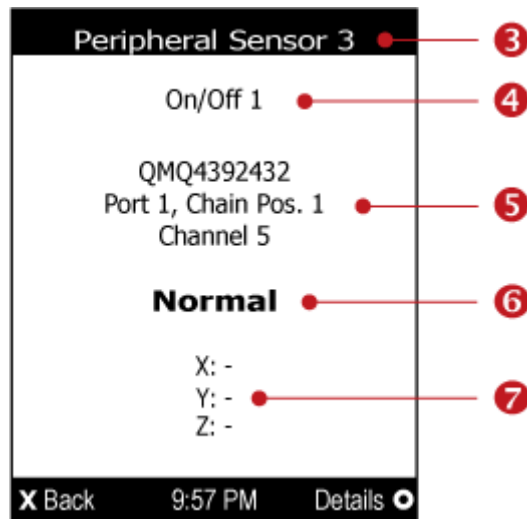 Peripheral Sensor 3
3
On/Off 1
4
QMQ4392432
Port 1, Chain Pos. 1
5
Channel 5
Normal
6
X: -
Y: -
7
Z: -
X Back 9:57 PM Details O